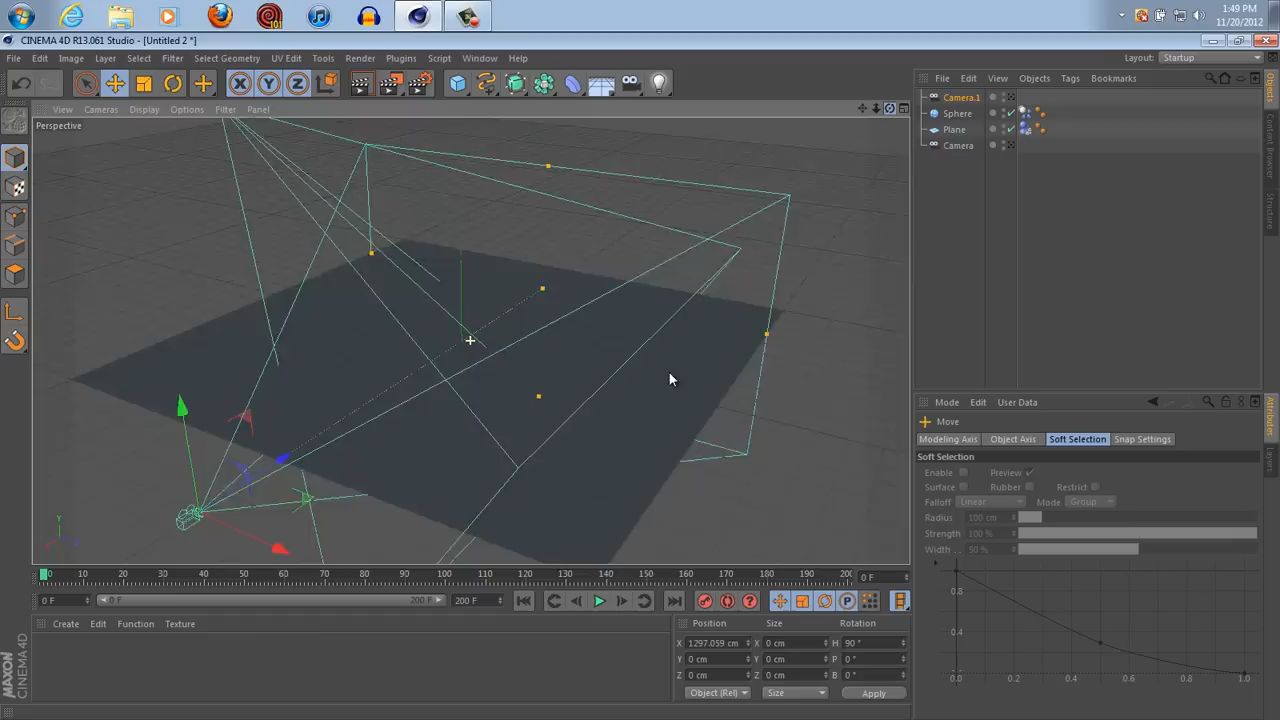 1:49 PM
11/20/2012
CINEMA 4D R13.061 Studio - [Untitled 2 *]
File Edit Image Layer Select Select Geometry UV Edit Tools Render Plugins Script Window Help
Layout: Startup
X Y Z
View Cameras Display Options Filter Panel
Perspective
File Edit View Objects Tags Bookmarks
Camera.1
Sphere
Plane
Camera
Objects
Content Browser
Structure
Mode Edit User Data
Move
Modeling Axis Object Axis Soft Selection Snap Settings
Soft Selection
Enable Preview
Surface Rubber Restrict
Falloff Linear Mode Group
Radius 100 cm
Strength 100 %
Width . . 50 %
0.8
0.4
0.0 0.2 0.4 0.6 0.8 1.0
Attributes
Layers
Y
0 10 20 30 40 50 60 70 80 90 100 110 120 130 140 150 160 170 180 190 200
0 F
0 F 0 F 200 F 200 F
P
Create Edit Function Texture
Position Size Rotation
X 1297.059 cm X 0 cm H 90 °
Y 0 cm Y 0 cm P 0 °
Z 0 cm Z 0 cm B 0 °
Object (Rel) Size Apply
MAXON
CINEMA 4D